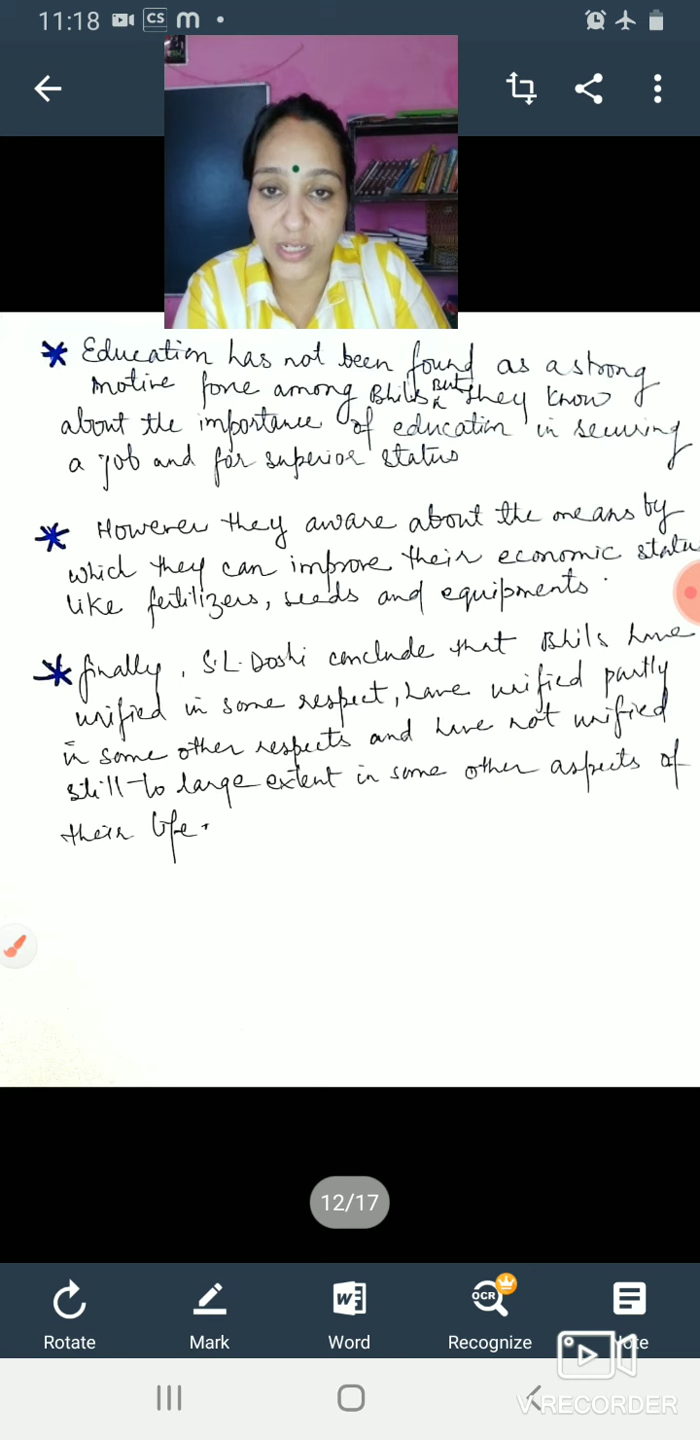 11:18 CS m
* Education has not been found as a strong
motive force among Bhils. But they know
about the importance of education in securing
a job and for superior status
* However they aware about the means by
which they can improve their economic statu
like fertilizers, seeds and equipments.
* finally, S.L. Doshi conclude that Bhils have
unified in some respect, have unified partly
in some other respects and have not unified
still to large extent in some other aspects of
their life.
12/17
W OCR
Rotate Mark Word Recognize Note
V RECORDER